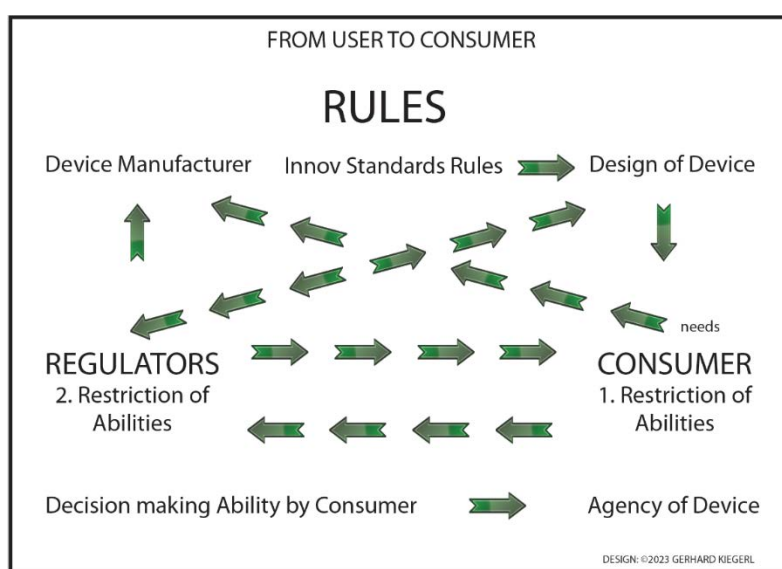 FROM USER TO CONSUMER
RULES
Device Manufacturer
Innov Standards Rules
Design of Device
needs
REGULATORS
2. Restriction of
Abilities
CONSUMER
1. Restriction of
Abilities
Decision making Ability by Consumer
Agency of Device
DESIGN: ©2023 GERHARD KIEGERL